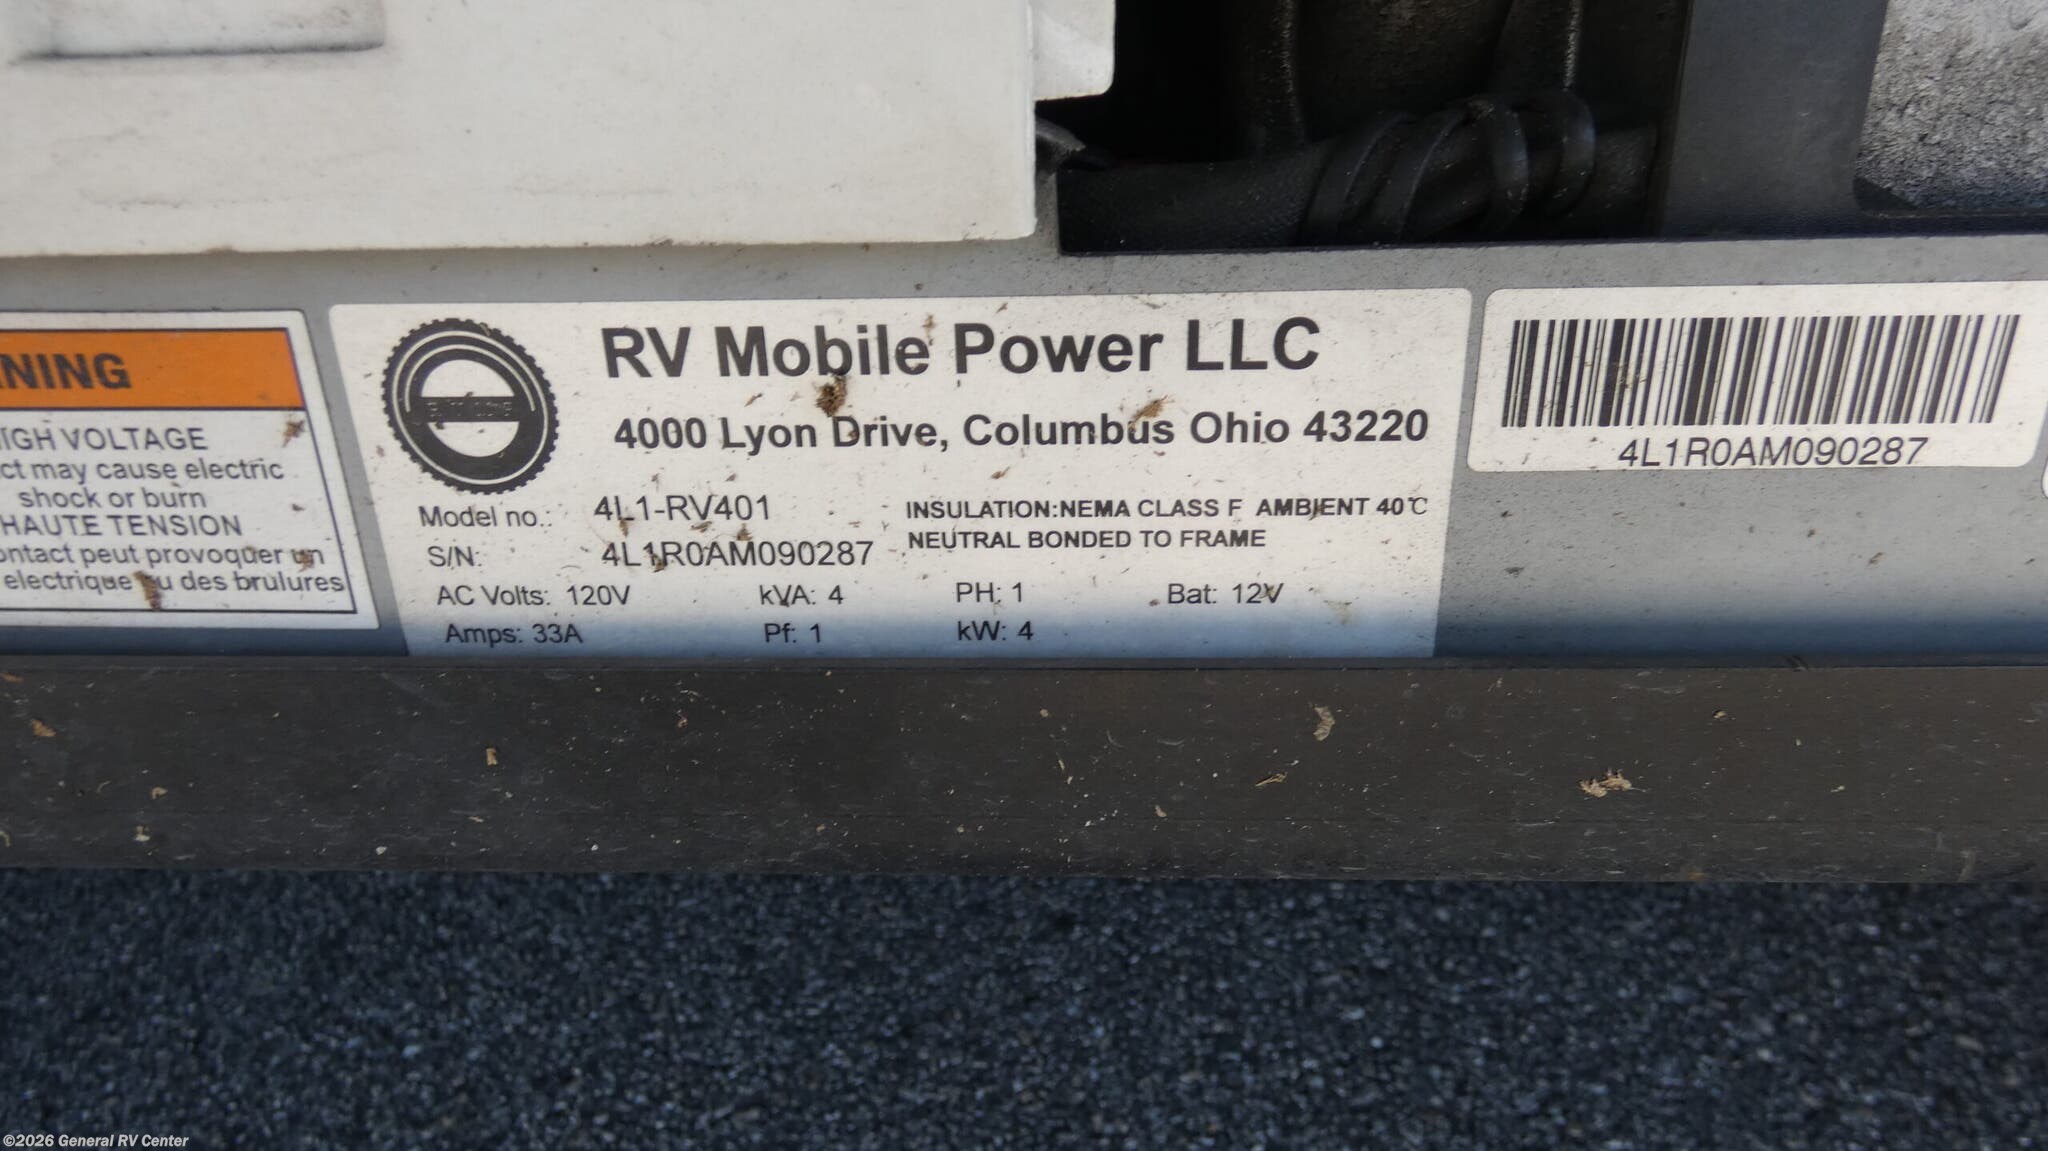 NING
HIGH VOLTAGE
ct may cause electric
shock or burn
HAUTE TENSION
ontact peut provoquer un
electrique ou des brulures
RV Mobile Power LLC
4000 Lyon Drive, Columbus Ohio 43220
Model no.: 4L1-RV401
INSULATION:NEMA CLASS F AMBIENT 40℃
S/N: 4L1R0AM090287
NEUTRAL BONDED TO FRAME
AC Volts: 120V kVA: 4 PH: 1 Bat: 12V
Amps: 33A Pf: 1 kW: 4
4L1R0AM090287
©2026 General RV Center